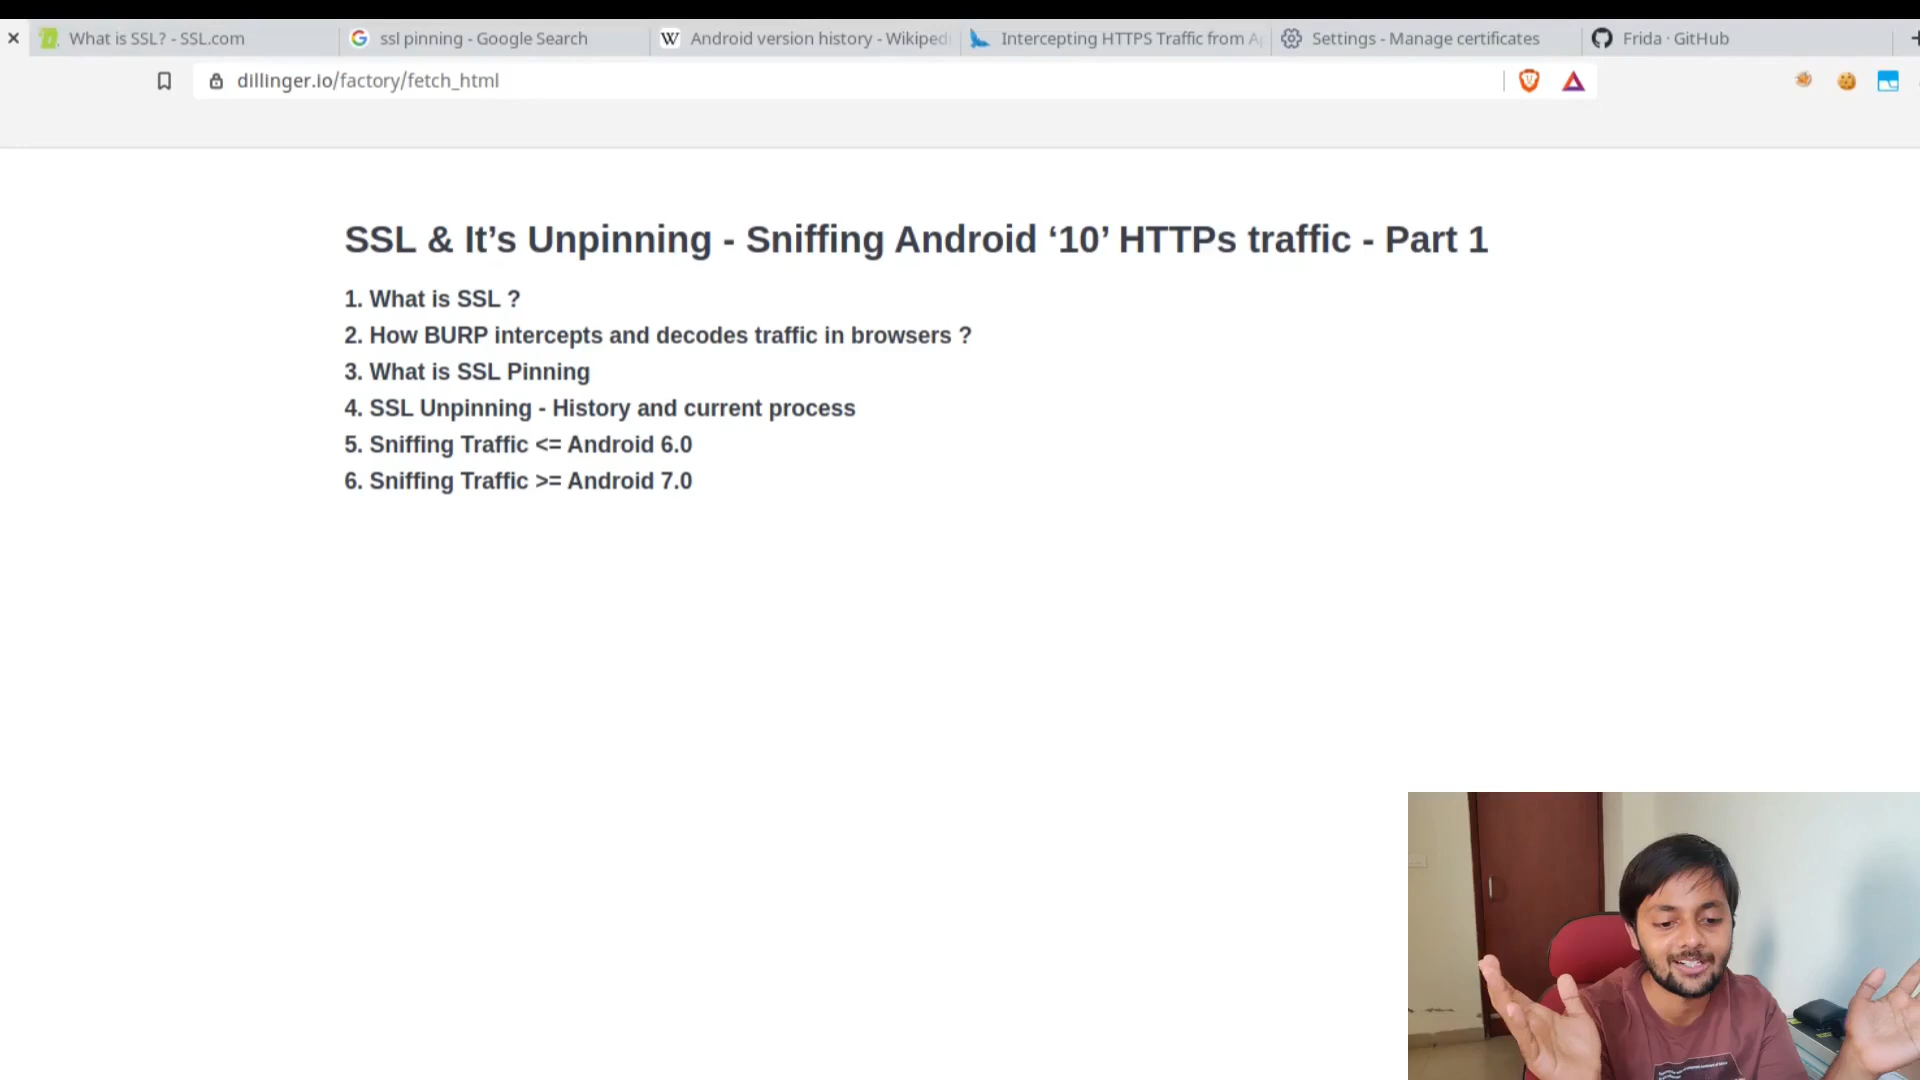 What is SSL? - SSL.com
ssl pinning - Google Search
Android version history - Wikiped
Intercepting HTTPS Traffic from A
Settings - Manage certificates
Frida · GitHub
dillinger.io/factory/fetch_html
SSL & It’s Unpinning - Sniffing Android ‘10’ HTTPs traffic - Part 1
1. What is SSL ?
2. How BURP intercepts and decodes traffic in browsers ?
3. What is SSL Pinning
4. SSL Unpinning - History and current process
5. Sniffing Traffic <= Android 6.0
6. Sniffing Traffic >= Android 7.0